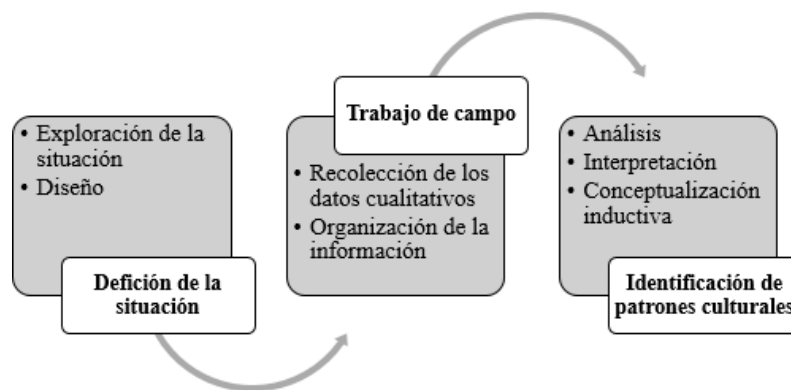 • Exploración de la
situación
• Diseño
Defición de la
situación
Trabajo de campo
• Recolección de los
datos cualitativos
• Organización de la
información
• Análisis
• Interpretación
• Conceptualización
inductiva
Identificación de
patrones culturales